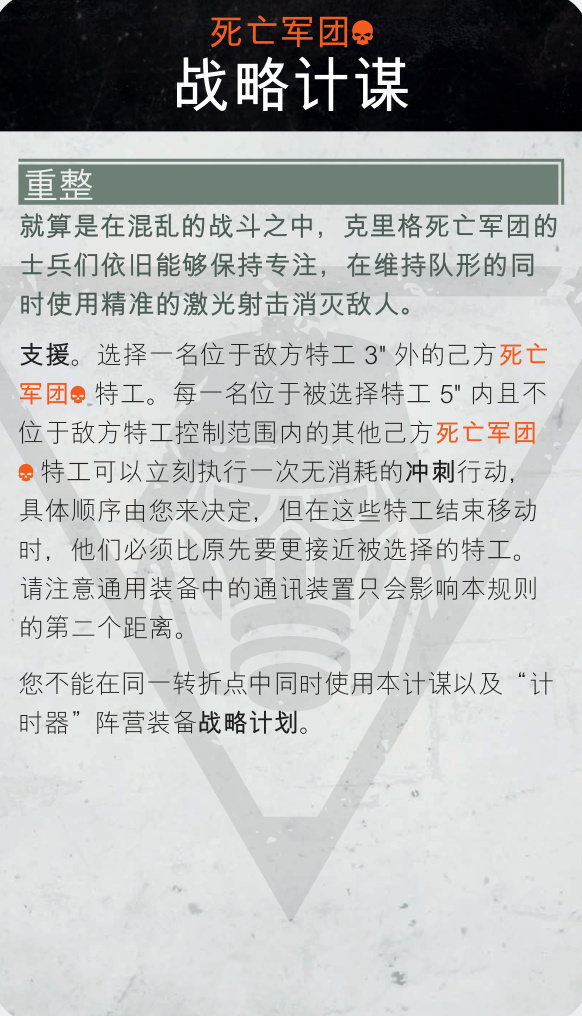 死亡军团
战略计谋
重整
就算是在混乱的战斗之中，克里格死亡军团的
士兵们依旧能够保持专注，在维持队形的同
时使用精准的激光射击消灭敌人。
支援。选择一名位于敌方特工 3" 外的己方死亡
军团 特工。每一名位于被选择特工 5" 内且不
位于敌方特工控制范围内的其他己方死亡军团
特工可以立刻执行一次无消耗的冲刺行动，
具体顺序由您来决定，但在这些特工结束移动
时，他们必须比原先要更接近被选择的特工。
请注意通用装备中的通讯装置只会影响本规则
的第二个距离。
您不能在同一转折点中同时使用本计谋以及“计
时器”阵营装备战略计划。